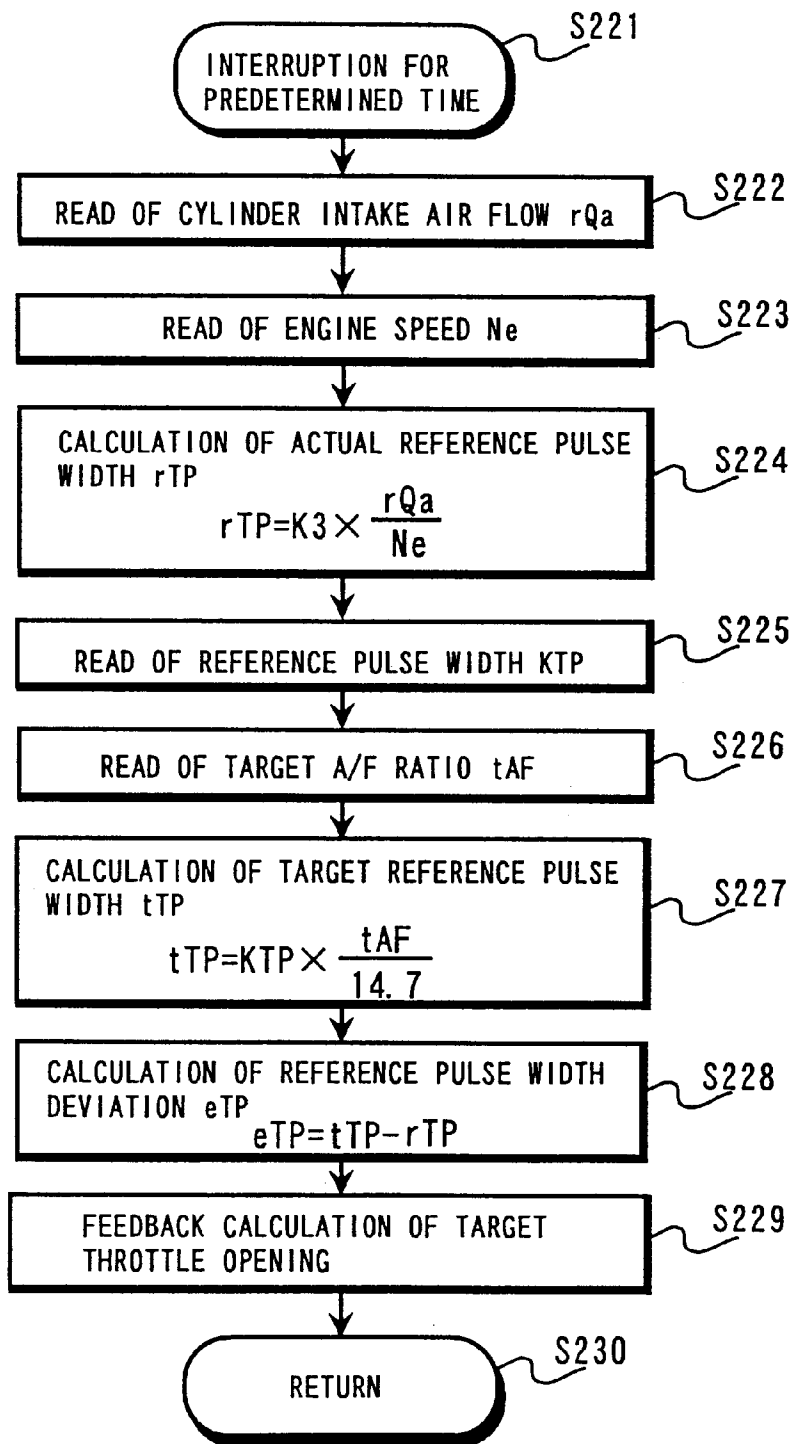 S221
INTERRUPTION FOR
PREDETERMINED TIME
S222
READ OF CYLINDER INTAKE AIR FLOW rQa
S223
READ OF ENGINE SPEED Ne
S224
CALCULATION OF ACTUAL REFERENCE PULSE
WIDTH rTP
rTP=K3× rQa/Ne
S225
READ OF REFERENCE PULSE WIDTH KTP
S226
READ OF TARGET A/F RATIO tAF
S227
CALCULATION OF TARGET REFERENCE PULSE
WIDTH tTP
tTP=KTP× tAF/14.7
S228
CALCULATION OF REFERENCE PULSE WIDTH
DEVIATION eTP
eTP=tTP-rTP
S229
FEEDBACK CALCULATION OF TARGET
THROTTLE OPENING
S230
RETURN